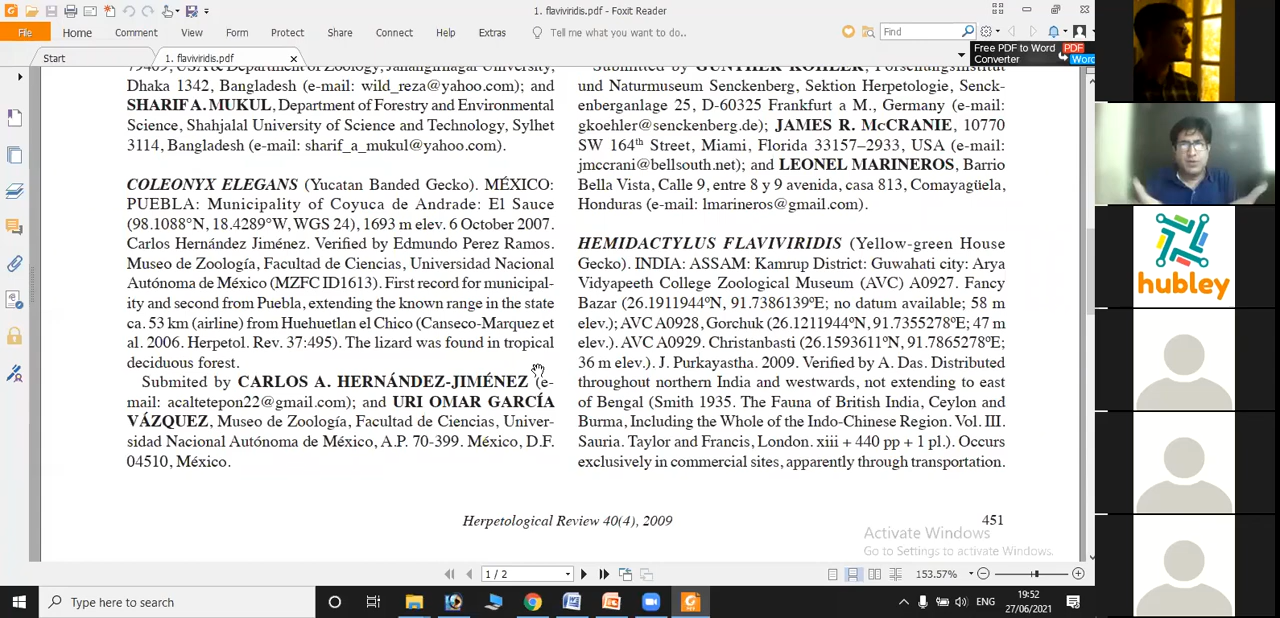 1. flaviviridis.pdf - Foxit Reader
File Home Comment View Form Protect Share Connect Help Extras Tell me what you want to do.. Find
Start 1. flaviviridis.pdf
Free PDF to Word Converter PDF Word
Dhaka 1342, Bangladesh (e-mail: wild_reza@yahoo.com); and
SHARIF A. MUKUL, Department of Forestry and Environmental
Science, Shahjalal University of Science and Technology, Sylhet
3114, Bangladesh (e-mail: sharif_a_mukul@yahoo.com).
COLEONYX ELEGANS (Yucatan Banded Gecko). MÉXICO:
PUEBLA: Municipality of Coyuca de Andrade: El Sauce
(98.1088°N, 18.4289°W, WGS 24), 1693 m elev. 6 October 2007.
Carlos Hernández Jiménez. Verified by Edmundo Perez Ramos.
Museo de Zoología, Facultad de Ciencias, Universidad Nacional
Autónoma de México (MZFC ID1613). First record for municipal-
ity and second from Puebla, extending the known range in the state
ca. 53 km (airline) from Huehuetlan el Chico (Canseco-Marquez et
al. 2006. Herpetol. Rev. 37:495). The lizard was found in tropical
deciduous forest.
Submited by CARLOS A. HERNÁNDEZ-JIMÉNEZ (e-
mail: acaltetepon22@gmail.com); and URI OMAR GARCÍA
VÁZQUEZ, Museo de Zoología, Facultad de Ciencias, Univer-
sidad Nacional Autónoma de México, A.P. 70-399. México, D.F.
04510, México.
Submitted by GUNTHER KÖHLER, Forschungsinstitut
und Naturmuseum Senckenberg, Sektion Herpetologie, Senck-
enberganlage 25, D-60325 Frankfurt a M., Germany (e-mail:
gkoehler@senckenberg.de); JAMES R. McCRANIE, 10770
SW 164th Street, Miami, Florida 33157–2933, USA (e-mail:
jmccrani@bellsouth.net); and LEONEL MARINEROS, Barrio
Bella Vista, Calle 9, entre 8 y 9 avenida, casa 813, Comayagüela,
Honduras (e-mail: lmarineros@gmail.com).
HEMIDACTYLUS FLAVIVIRIDIS (Yellow-green House
Gecko). INDIA: ASSAM: Kamrup District: Guwahati city: Arya
Vidyapeeth College Zoological Museum (AVC) A0927. Fancy
Bazar (26.1911944ºN, 91.7386139ºE; no datum available; 58 m
elev.); AVC A0928, Gorchuk (26.1211944ºN, 91.7355278ºE; 47 m
elev.). AVC A0929. Christanbasti (26.1593611ºN, 91.7865278ºE;
36 m elev.). J. Purkayastha. 2009. Verified by A. Das. Distributed
throughout northern India and westwards, not extending to east
of Bengal (Smith 1935. The Fauna of British India, Ceylon and
Burma, Including the Whole of the Indo-Chinese Region. Vol. III.
Sauria. Taylor and Francis, London. xiii + 440 pp + 1 pl.). Occurs
exclusively in commercial sites, apparently through transportation.
Herpetological Review 40(4), 2009 451
Activate Windows
Go to Settings to activate Windows.
1 / 2 153.57%
Type here to search ENG 19:52
27/06/2021
hubley